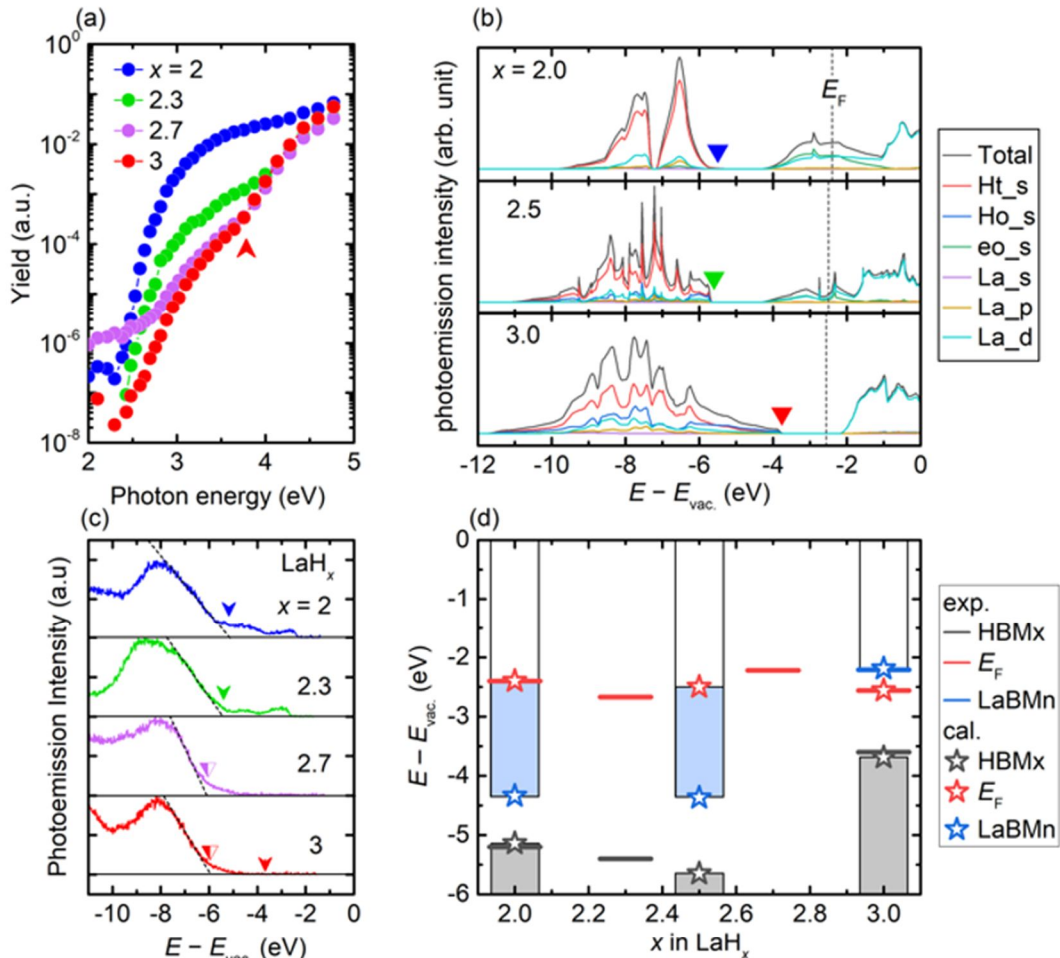 (a)
10⁰
10⁻²
10⁻⁴
10⁻⁶
10⁻⁸
Yield (a.u.)
x = 2
2.3
2.7
3
2 3 4 5
Photon energy (eV)
(b)
photoemission intensity (arb. unit)
x = 2.0
E_F
2.5
3.0
-12 -10 -8 -6 -4 -2 0
E − E_vac. (eV)
Total
Ht_s
Ho_s
eo_s
La_s
La_p
La_d
(c)
Photoemission Intensity (a.u)
LaH_x
x = 2
2.3
2.7
3
-10 -8 -6 -4 -2 0
E − E_vac. (eV)
(d)
E − E_vac. (eV)
0
-1
-2
-3
-4
-5
-6
2.0 2.2 2.4 2.6 2.8 3.0
x in LaH_x
exp.
HBMx
E_F
LaBMn
cal.
HBMx
E_F
LaBMn